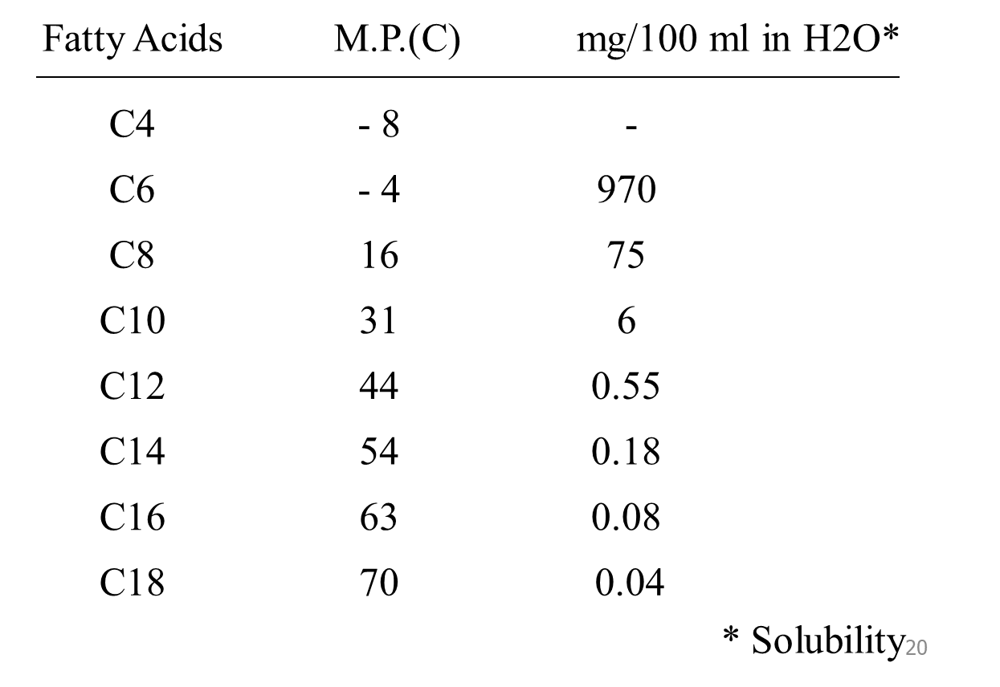 Fatty Acids M.P.(C) mg/100 ml in H2O*
C4 - 8 -
C6 - 4 970
C8 16 75
C10 31 6
C12 44 0.55
C14 54 0.18
C16 63 0.08
C18 70 0.04
* Solubility 20